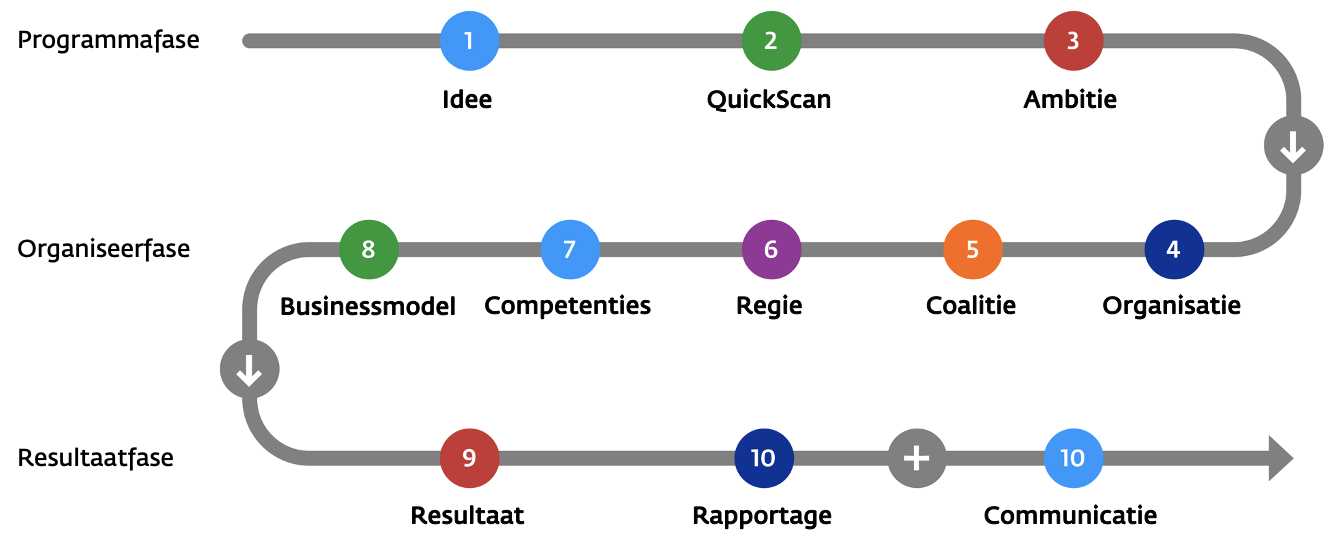 Programmafase
1
2
3
Idee
QuickScan
Ambitie
Organiseerfase
8
7
6
5
4
Businessmodel
Competenties
Regie
Coalitie
Organisatie
Resultaatfase
9
10
+
10
Resultaat
Rapportage
Communicatie